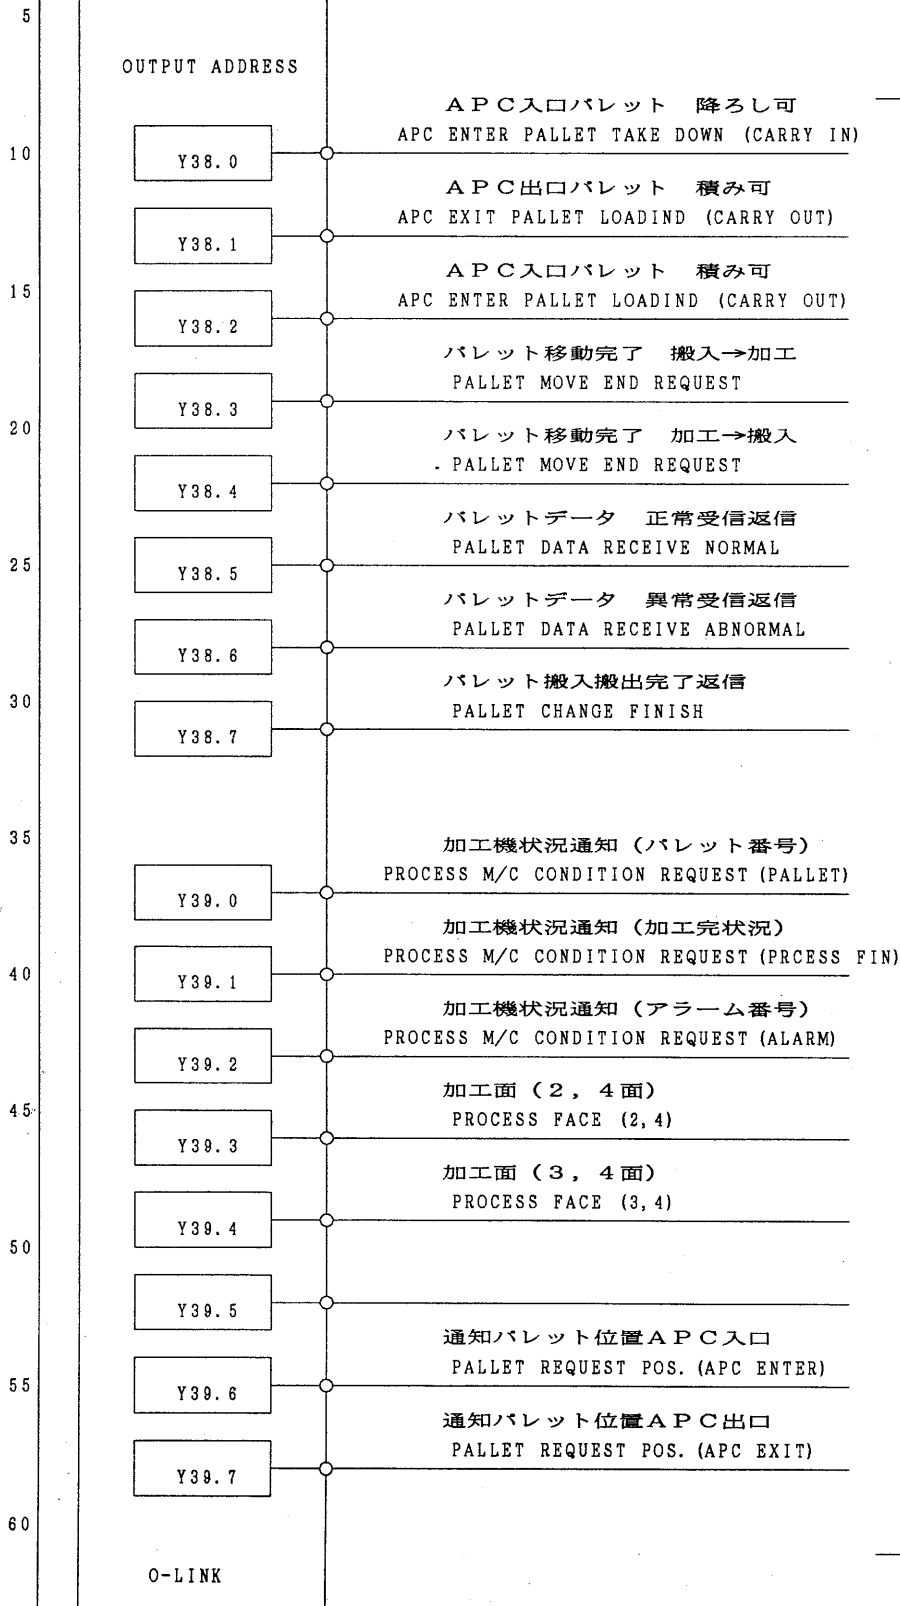 5
OUTPUT ADDRESS
APC入口パレット 降ろし可
APC ENTER PALLET TAKE DOWN (CARRY IN)
10
Y38.0
APC出口パレット 積み可
APC EXIT PALLET LOADIND (CARRY OUT)
Y38.1
APC入口パレット 積み可
15
APC ENTER PALLET LOADIND (CARRY OUT)
Y38.2
パレット移動完了 搬入→加工
PALLET MOVE END REQUEST
Y38.3
20
パレット移動完了 加工→搬入
PALLET MOVE END REQUEST
Y38.4
パレットデータ 正常受信返信
PALLET DATA RECEIVE NORMAL
25
Y38.5
パレットデータ 異常受信返信
PALLET DATA RECEIVE ABNORMAL
Y38.6
パレット搬入搬出完了返信
30
PALLET CHANGE FINISH
Y38.7
35
加工機状況通知(パレット番号)
PROCESS M/C CONDITION REQUEST(PALLET)
Y39.0
加工機状況通知(加工完状況)
PROCESS M/C CONDITION REQUEST(PRCESS FIN)
40
Y39.1
加工機状況通知(アラーム番号)
PROCESS M/C CONDITION REQUEST(ALARM)
Y39.2
加工面(2,4面)
45
PROCESS FACE (2,4)
Y39.3
加工面(3,4面)
PROCESS FACE (3,4)
Y39.4
50
Y39.5
通知パレット位置APC入口
PALLET REQUEST POS.(APC ENTER)
55
Y39.6
通知パレット位置APC出口
PALLET REQUEST POS.(APC EXIT)
Y39.7
60
O-LINK